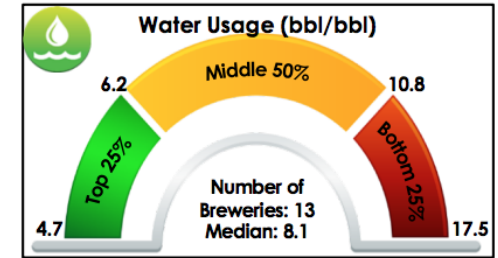 Water Usage (bbl/bbl)
Middle 50%
6.2
10.8
Top 25%
Bottom 25%
Number of
Breweries: 13
Median: 8.1
4.7
17.5